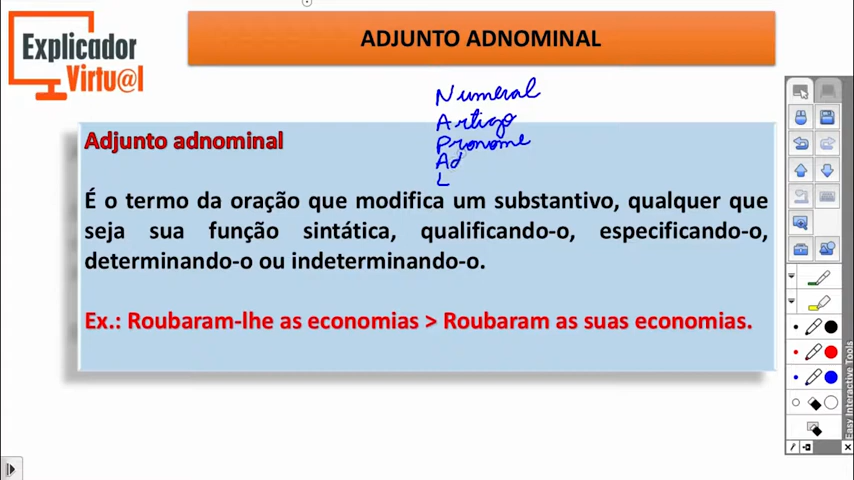 Explicador
Virtu@l
ADJUNTO ADNOMINAL
Numeral
Artigo
Pronome
Ad
L
Adjunto adnominal
É o termo da oração que modifica um substantivo, qualquer que
seja sua função sintática, qualificando-o, especificando-o,
determinando-o ou indeterminando-o.
Ex.: Roubaram-lhe as economias > Roubaram as suas economias.
Easy Interactive Tools